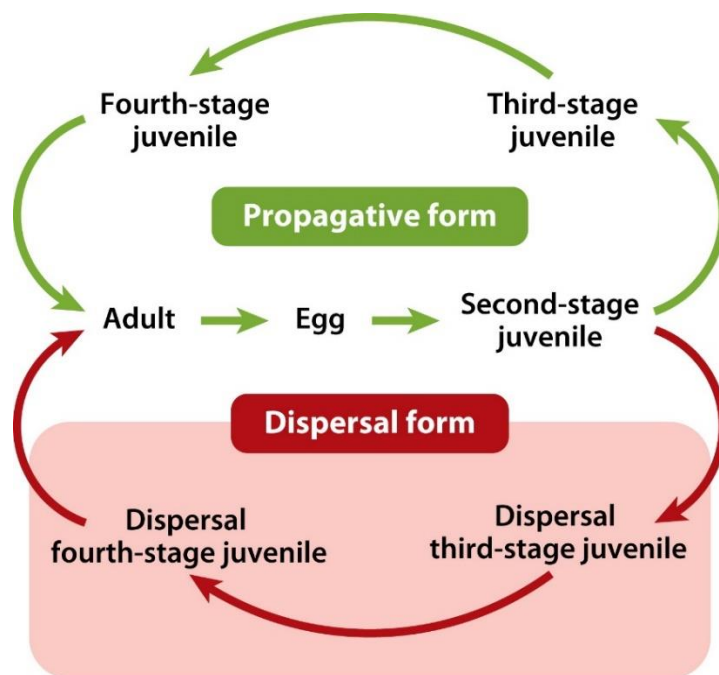 Fourth-stage
juvenile
Third-stage
juvenile
Propagative form
Adult
Egg
Second-stage
juvenile
Dispersal form
Dispersal
fourth-stage juvenile
Dispersal
third-stage juvenile